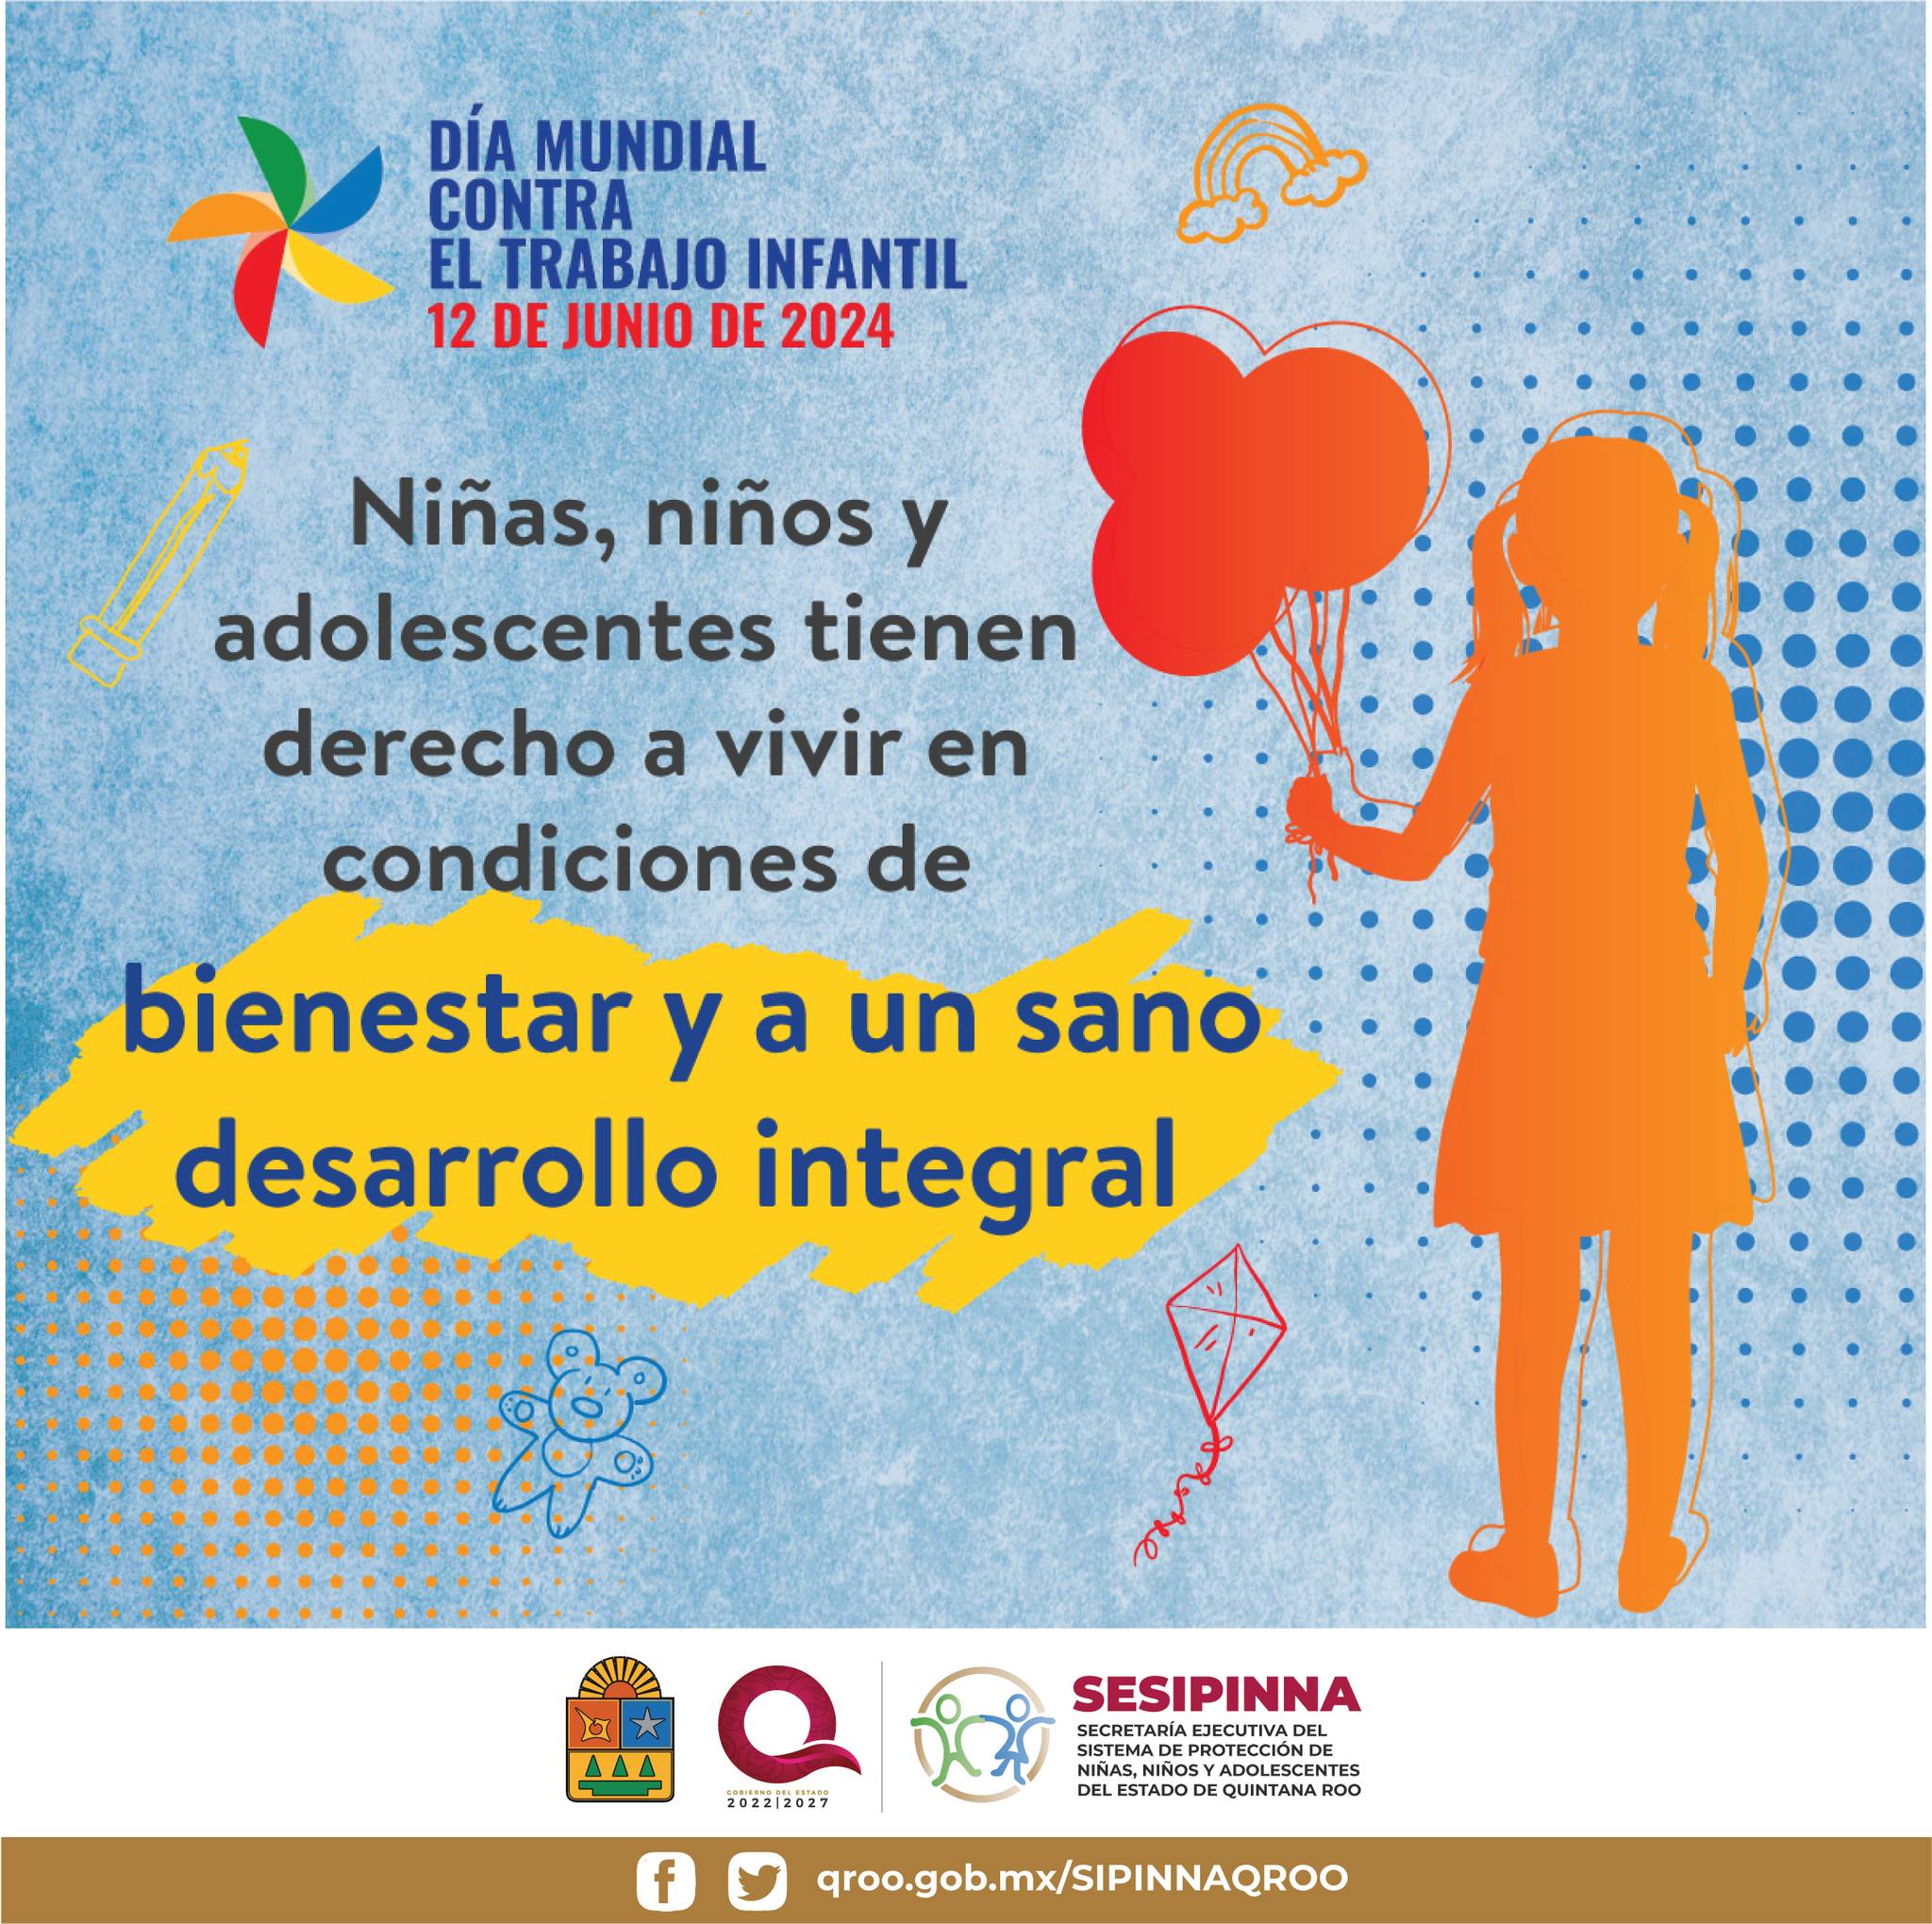 DÍA MUNDIAL
CONTRA
EL TRABAJO INFANTIL
12 DE JUNIO DE 2024
Niñas, niños y
adolescentes tienen
derecho a vivir en
condiciones de
bienestar y a un sano
desarrollo integral
GOBIERNO DEL ESTADO
2022|2027
SESIPINNA
SECRETARÍA EJECUTIVA DEL
SISTEMA DE PROTECCIÓN DE
NIÑAS, NIÑOS Y ADOLESCENTES
DEL ESTADO DE QUINTANA ROO
qroo.gob.mx/SIPINNAQROO